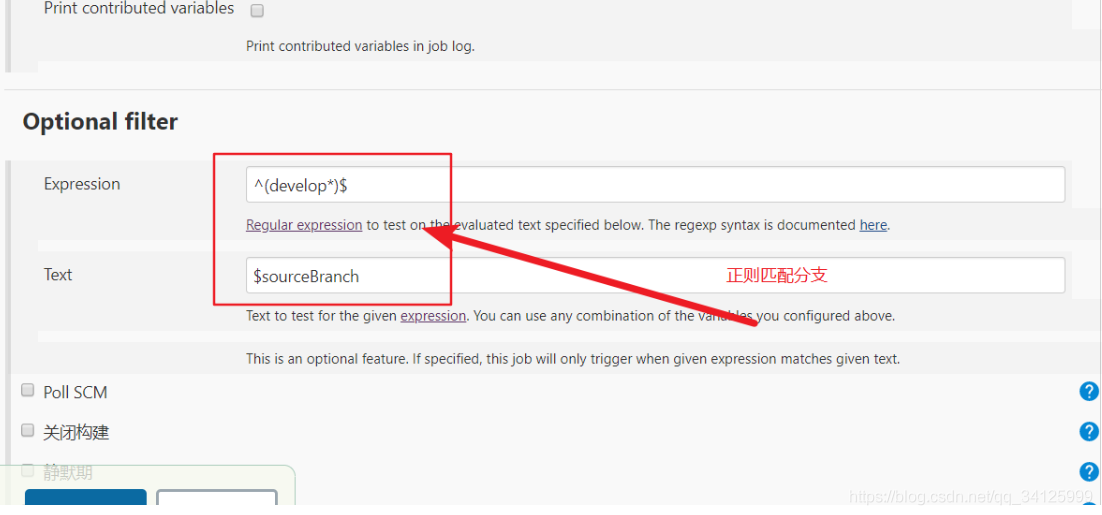 Print contributed variables
Print contributed variables in job log.
Optional filter
Expression
^(develop*)$
Regular expression to test on the evaluated text specified below. The regexp syntax is documented here.
Text
$sourceBranch
正则匹配分支
Text to test for the given expression. You can use any combination of the variables you configured above.
This is an optional feature. If specified, this job will only trigger when given expression matches given text.
Poll SCM
?
关闭构建
?
静默期
?
https://blog.csdn.net/qq_34125999